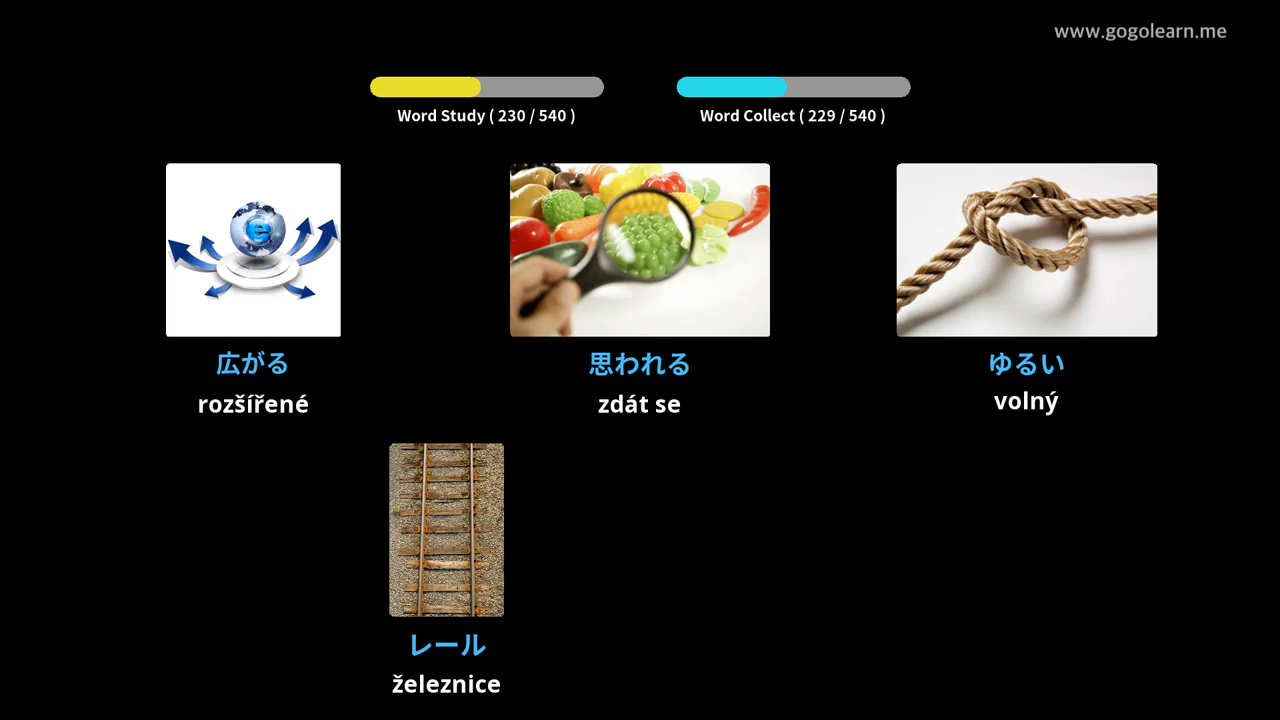 www.gogolearn.me
Word Study ( 230 / 540 )
Word Collect ( 229 / 540 )
広がる
rozšířené
思われる
zdát se
ゆるい
volný
レール
železnice